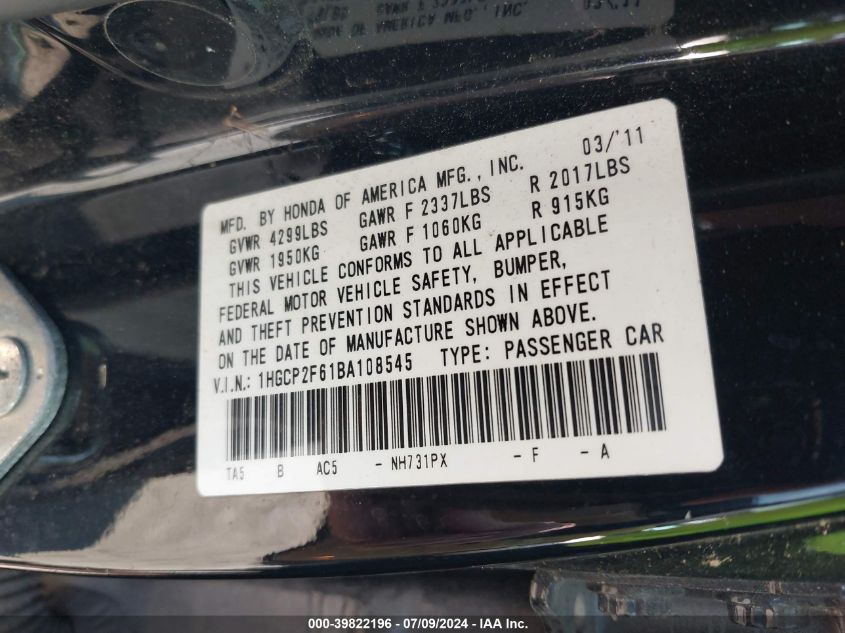 03/'11
MFD. BY HONDA OF AMERICA MFG., INC.
GVWR 4299LBS GAWR F 2337LBS R 2017LBS
GVWR 1950KG GAWR F 1060KG R 915KG
THIS VEHICLE CONFORMS TO ALL APPLICABLE
FEDERAL MOTOR VEHICLE SAFETY, BUMPER,
AND THEFT PREVENTION STANDARDS IN EFFECT
ON THE DATE OF MANUFACTURE SHOWN ABOVE.
V.I.N.: 1HGCP2F61BA108545 TYPE: PASSENGER CAR
TA5 B AC5 - NH731PX - F - A
000-39822196 - 07/09/2024 - IAA Inc.